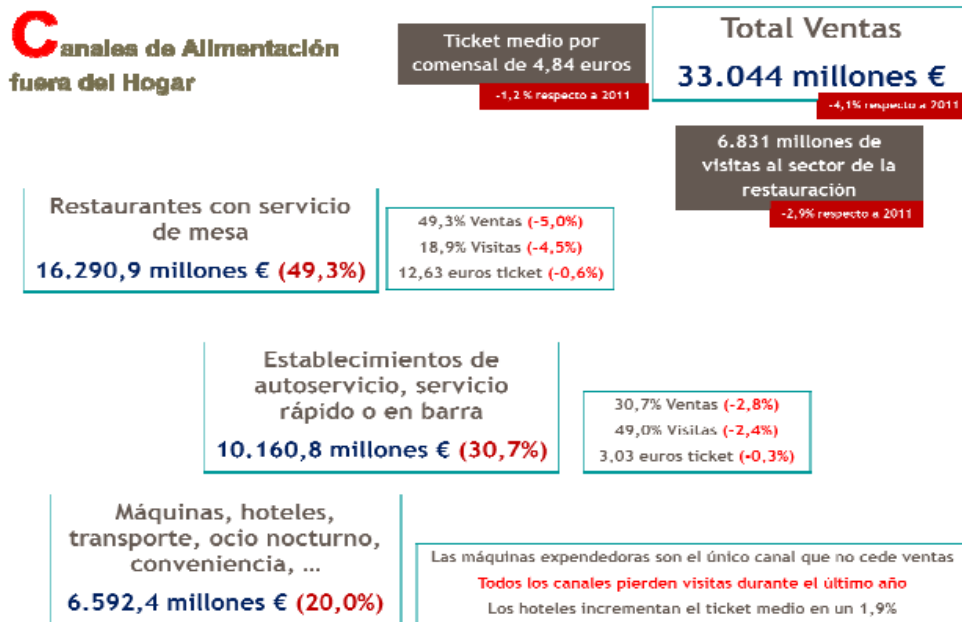 Canales de Alimentación
fuera del Hogar
Ticket medio por
comensal de 4,84 euros
-1,2% respecto a 2011
Total Ventas
33.044 millones €
-4,1% respecto a 2011
6.831 millones de
visitas al sector de la
restauración
-2,9% respecto a 2011
Restaurantes con servicio
de mesa
16.290,9 millones € (49,3%)
49,3% Ventas (-5,0%)
18,9% Visitas (-4,5%)
12,63 euros ticket (-0,6%)
Establecimientos de
autoservicio, servicio
rápido o en barra
10.160,8 millones € (30,7%)
30,7% Ventas (-2,8%)
49,0% Visitas (-2,4%)
3,03 euros ticket (-0,3%)
Máquinas, hoteles,
transporte, ocio nocturno,
conveniencia, ...
6.592,4 millones € (20,0%)
Las máquinas expendedoras son el único canal que no cede ventas
Todos los canales pierden visitas durante el último año
Los hoteles incrementan el ticket medio en un 1,9%